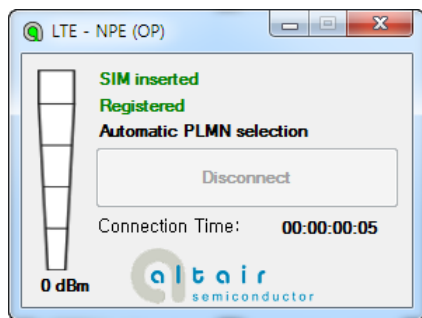 LTE - NPE (OP)
SIM inserted
Registered
Automatic PLMN selection
Disconnect
Connection Time: 00:00:00:05
0 dBm
altair
semiconductor